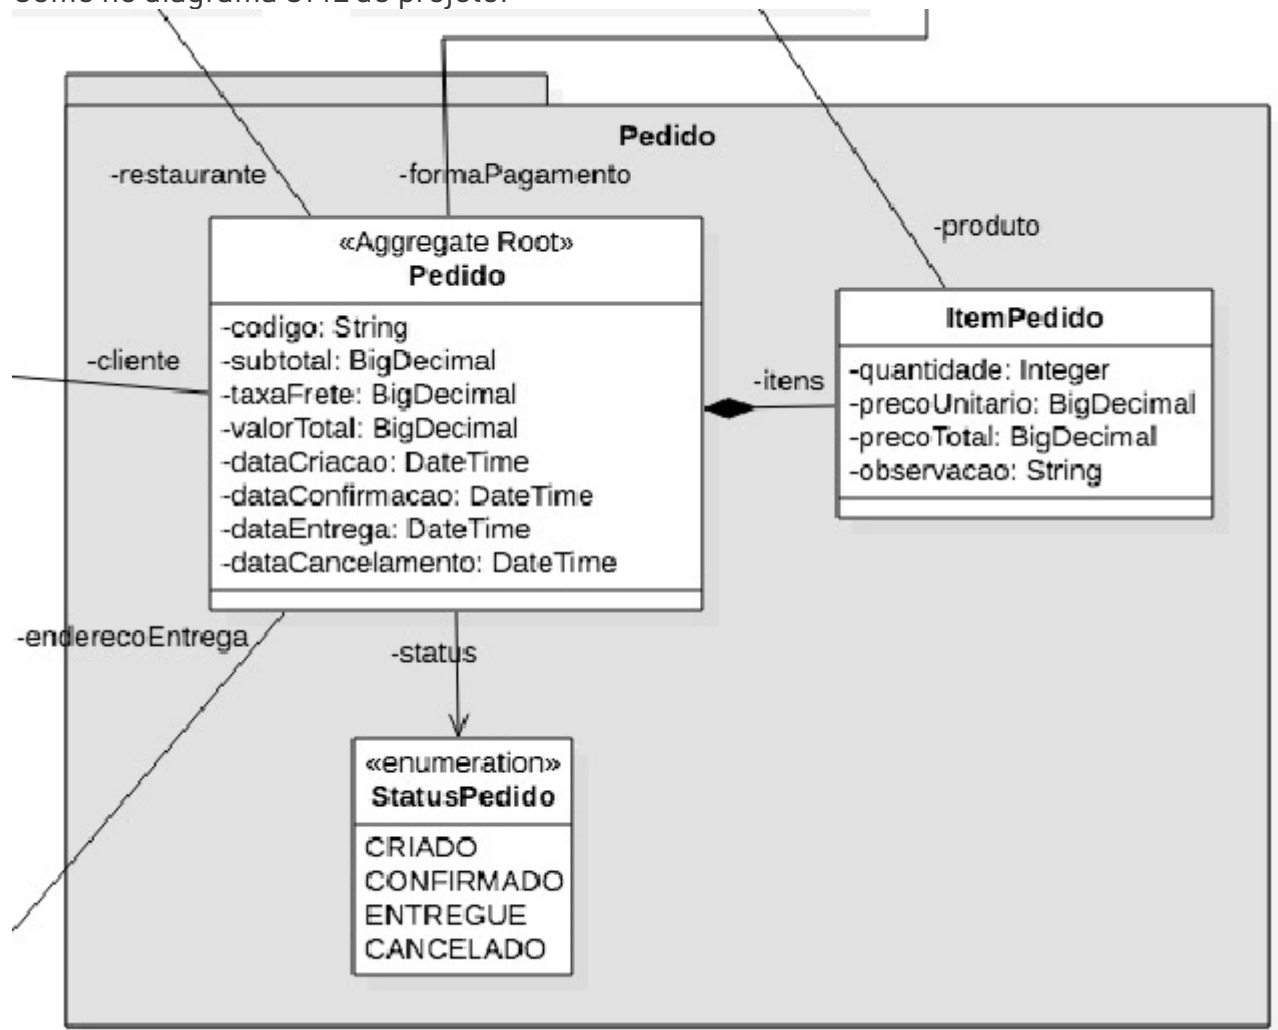 Pedido
-restaurante
-formaPagamento
-produto
«Aggregate Root»
Pedido
-codigo: String
-subtotal: BigDecimal
-taxaFrete: BigDecimal
-valorTotal: BigDecimal
-dataCriacao: DateTime
-dataConfirmacao: DateTime
-dataEntrega: DateTime
-dataCancelamento: DateTime
-cliente
-itens
ItemPedido
-quantidade: Integer
-precoUnitario: BigDecimal
-precoTotal: BigDecimal
-observacao: String
-enderecoEntrega
-status
«enumeration»
StatusPedido
CRIADO
CONFIRMADO
ENTREGUE
CANCELADO